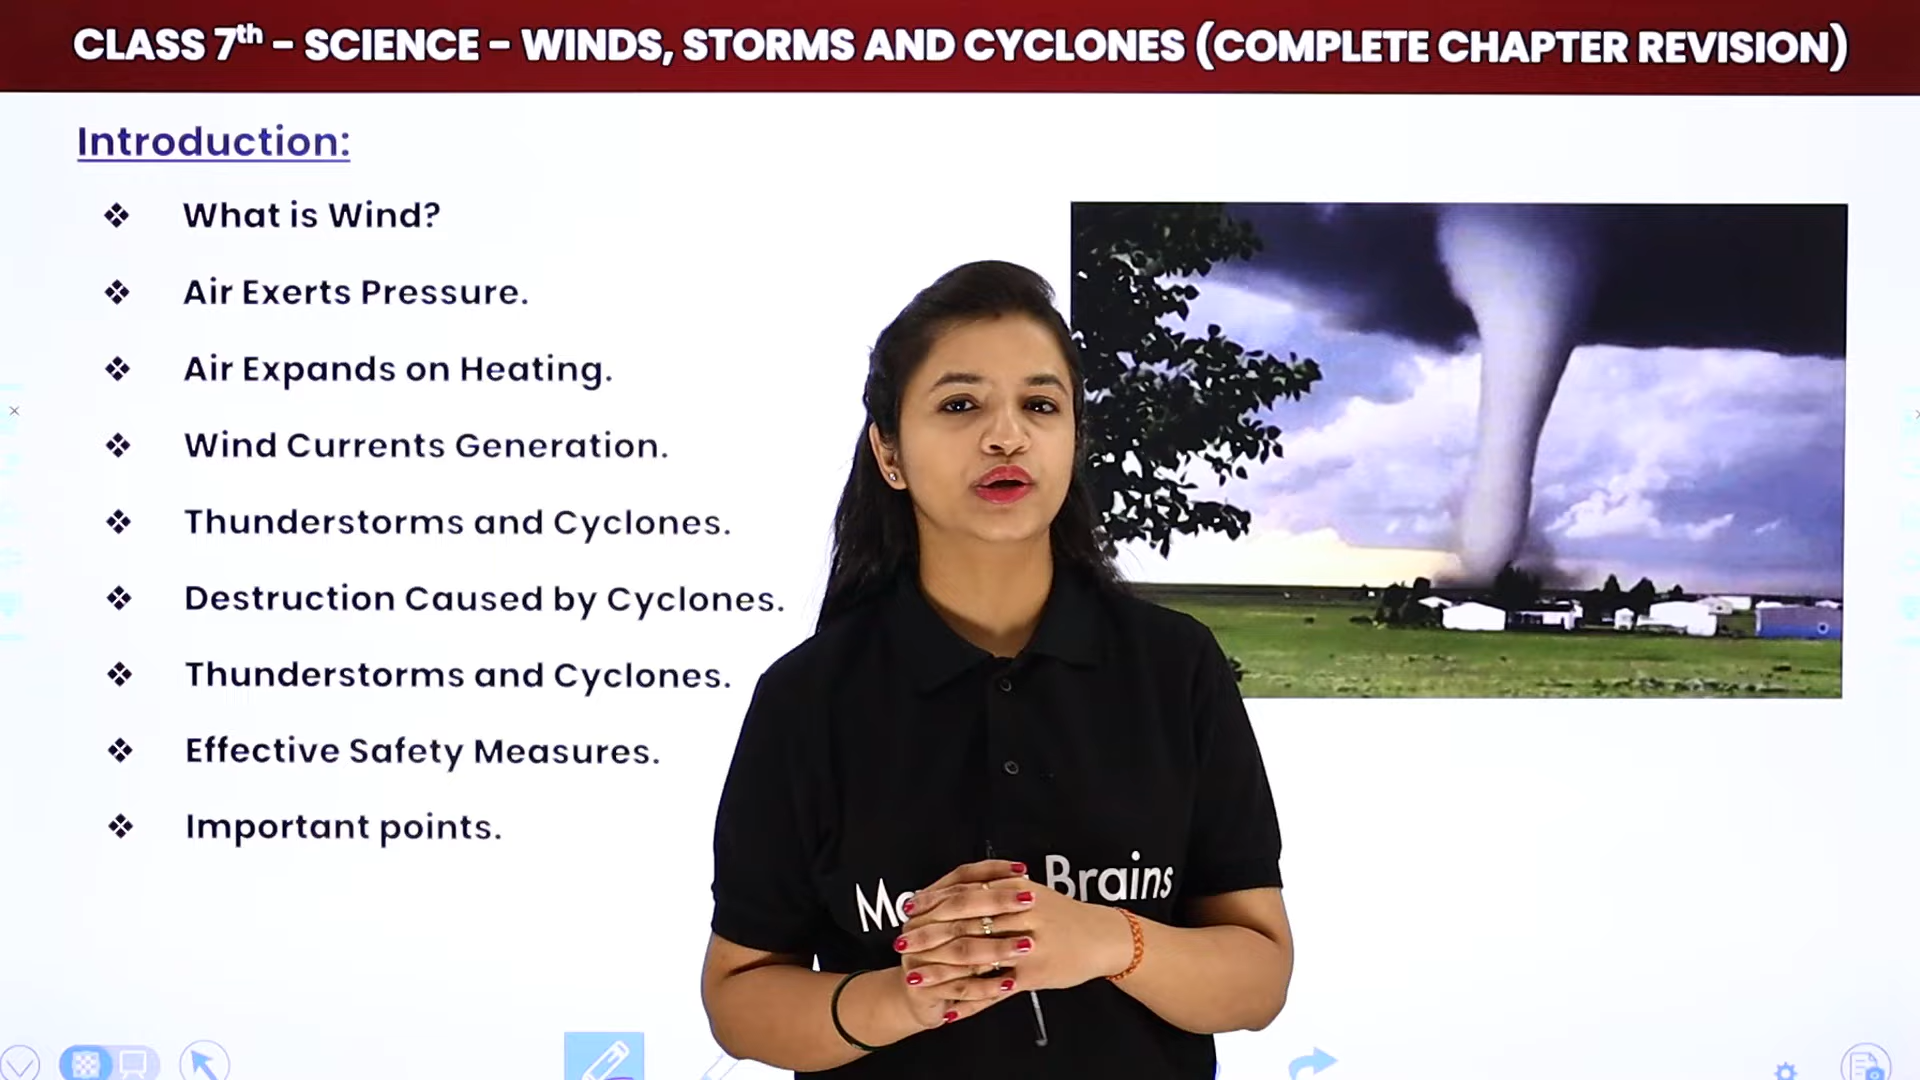 CLASS 7th - SCIENCE - WINDS, STORMS AND CYCLONES (COMPLETE CHAPTER REVISION)
Introduction:
❖ What is Wind?
❖ Air Exerts Pressure.
❖ Air Expands on Heating.
❖ Wind Currents Generation.
❖ Thunderstorms and Cyclones.
❖ Destruction Caused by Cyclones.
❖ Thunderstorms and Cyclones.
❖ Effective Safety Measures.
❖ Important points.
Brains